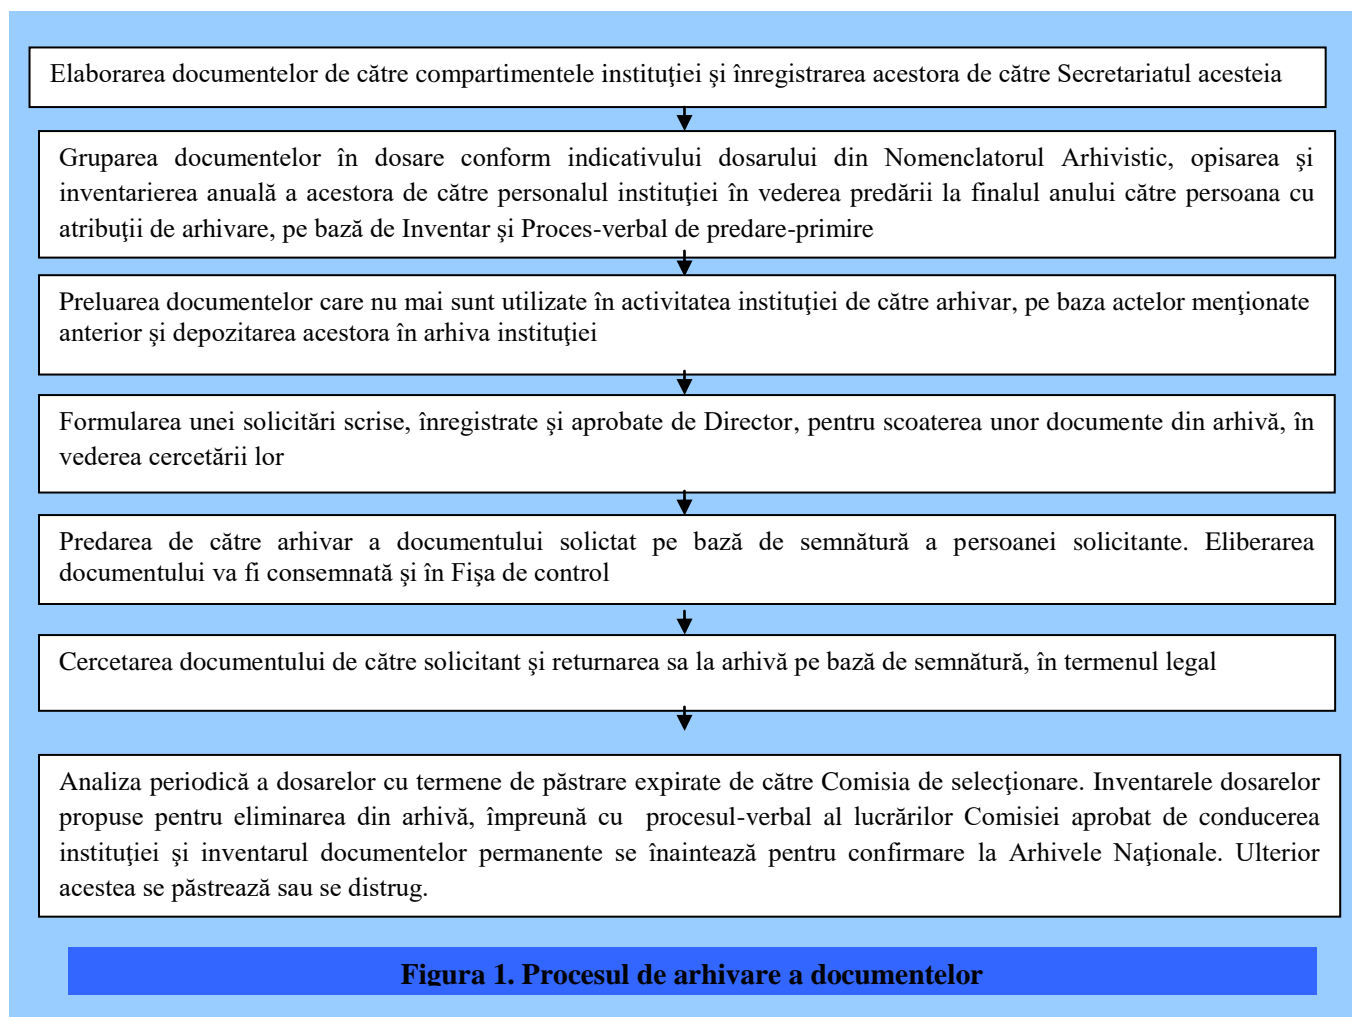 Elaborarea documentelor de către compartimentele instituţiei şi înregistrarea acestora de către Secretariatul acesteia
Gruparea documentelor în dosare conform indicativului dosarului din Nomenclatorul Arhivistic, opisarea şi
inventarierea anuală a acestora de către personalul instituţiei în vederea predării la finalul anului către persoana cu
atribuţii de arhivare, pe bază de Inventar şi Proces-verbal de predare-primire
Preluarea documentelor care nu mai sunt utilizate în activitatea instituţiei de către arhivar, pe baza actelor menţionate
anterior şi depozitarea acestora în arhiva instituţiei
Formularea unei solicitări scrise, înregistrate şi aprobate de Director, pentru scoaterea unor documente din arhivă, în
vederea cercetării lor
Predarea de către arhivar a documentului solictat pe bază de semnătură a persoanei solicitante. Eliberarea
documentului va fi consemnată şi în Fişa de control
Cercetarea documentului de către solicitant şi returnarea sa la arhivă pe bază de semnătură, în termenul legal
Analiza periodică a dosarelor cu termene de păstrare expirate de către Comisia de selecţionare. Inventarele dosarelor
propuse pentru eliminarea din arhivă, împreună cu procesul-verbal al lucrărilor Comisiei aprobat de conducerea
instituţiei şi inventarul documentelor permanente se înaintează pentru confirmare la Arhivele Naţionale. Ulterior
acestea se păstrează sau se distrug.
Figura 1. Procesul de arhivare a documentelor